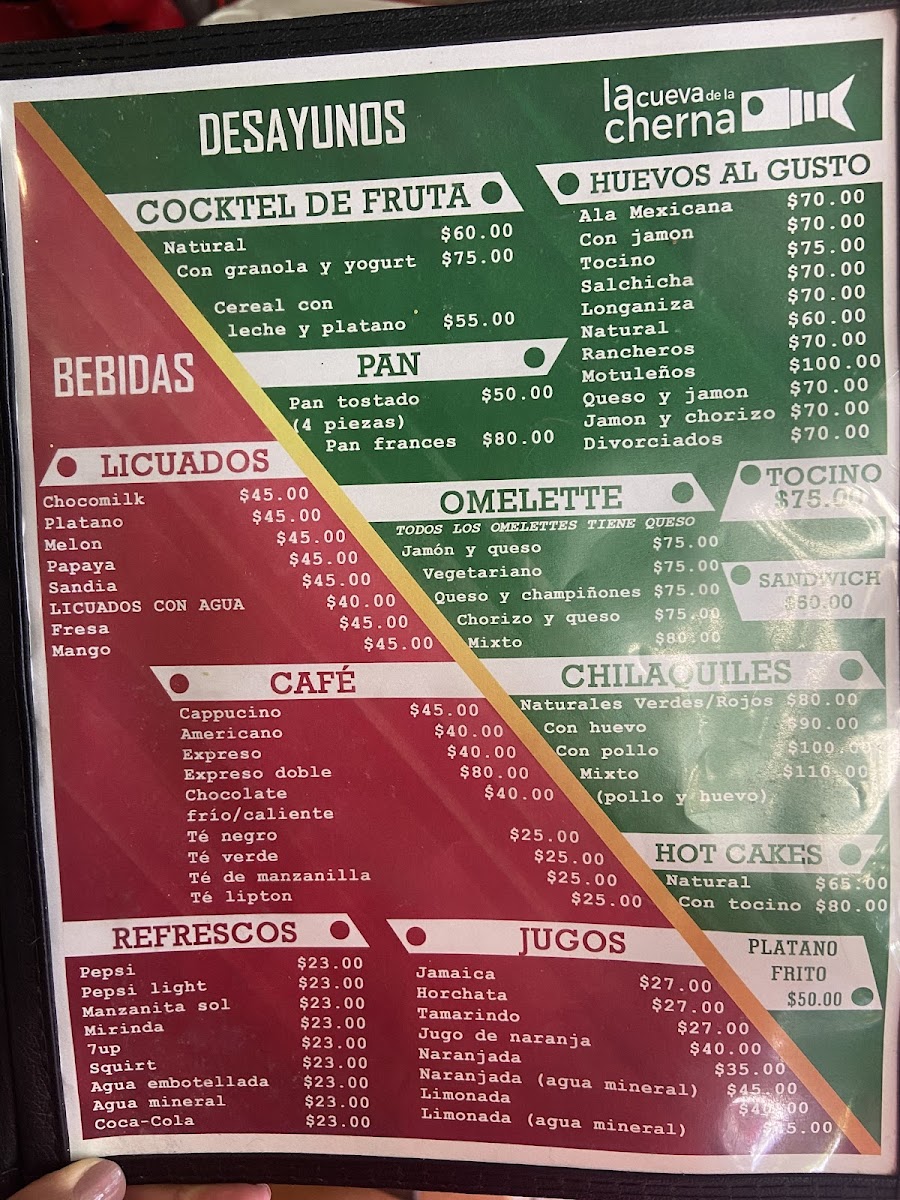 DESAYUNOS
la cueva de la
cherna
COCKTEL DE FRUTA
Natural $60.00
Con granola y yogurt $75.00
Cereal con
leche y platano $55.00
PAN
Pan tostado $50.00
(4 piezas)
Pan frances $80.00
HUEVOS AL GUSTO
Ala Mexicana $70.00
Con jamon $70.00
Tocino $75.00
Salchicha $70.00
Longaniza $70.00
Natural $60.00
Rancheros $70.00
Motuleños $100.00
Queso y jamon $70.00
Jamon y chorizo $70.00
Divorciados $70.00
OMELETTE
TODOS LOS OMELETTES TIENE QUESO
Jamón y queso $75.00
Vegetariano $75.00
Queso y champiñones $75.00
Chorizo y queso $75.00
Mixto $80.00
TOCINO
$75.00
SANDWICH
$50.00
CHILAQUILES
Naturales Verdes/Rojos $80.00
Con huevo $90.00
Con pollo $100.00
Mixto $110.00
(pollo y huevo)
HOT CAKES
Natural $65.00
Con tocino $80.00
PLATANO
FRITO
$50.00
BEBIDAS
LICUADOS
Chocomilk $45.00
Platano $45.00
Melon $45.00
Papaya $45.00
Sandia $45.00
LICUADOS CON AGUA $40.00
Fresa $45.00
Mango $45.00
CAFÉ
Cappucino $45.00
Americano $40.00
Expreso $40.00
Expreso doble $80.00
Chocolate $40.00
frío/caliente
Té negro $25.00
Té verde $25.00
Té de manzanilla $25.00
Té lipton $25.00
REFRESCOS
Pepsi $23.00
Pepsi light $23.00
Manzanita sol $23.00
Mirinda $23.00
7up $23.00
Squirt $23.00
Agua embotellada $23.00
Agua mineral $23.00
Coca-Cola $23.00
JUGOS
Jamaica $27.00
Horchata $27.00
Tamarindo $27.00
Jugo de naranja $40.00
Naranjada $35.00
Naranjada (agua mineral) $45.00
Limonada $40.00
Limonada (agua mineral)